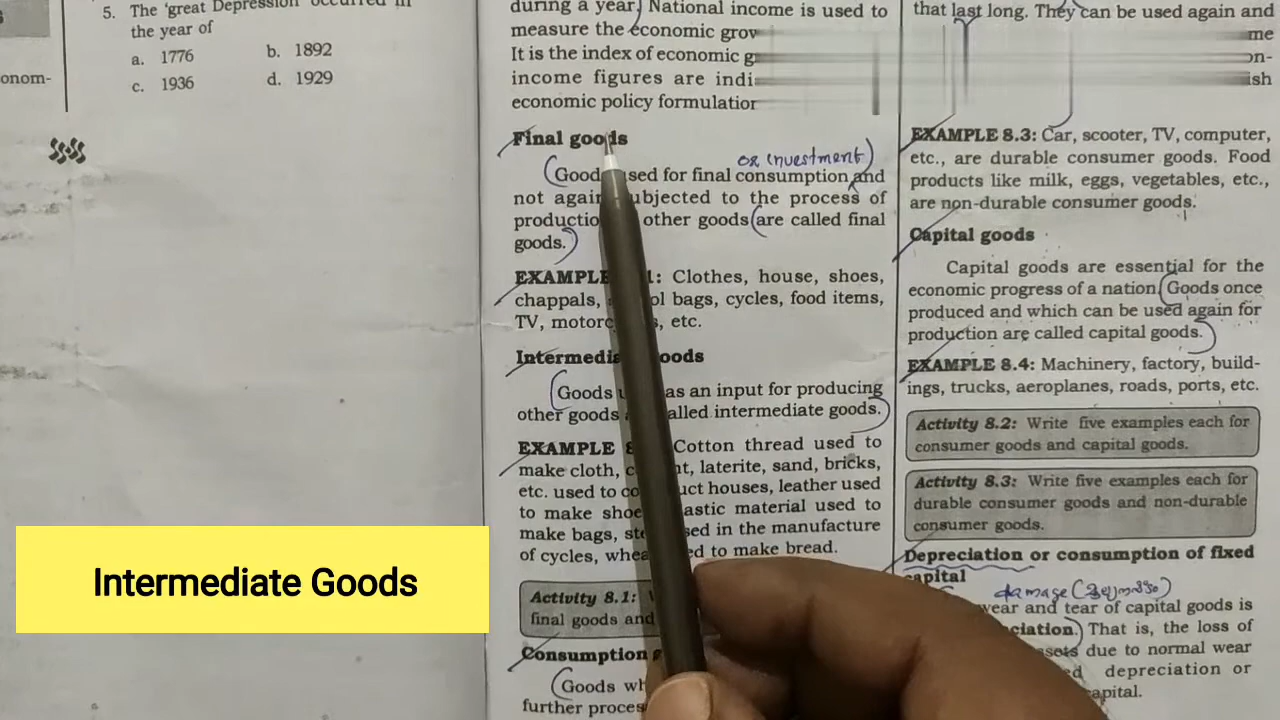 5. The 'great Depression occurred in
the year of
a. 1776 b. 1892
c. 1936 d. 1929
onom-
during a year) National income is used to
measure the economic grow
It is the index of economic g
income figures are indi
economic policy formulation
Final goods
or investment)
(Goods used for final consumption and
not again subjected to the process of
production other goods (are called final
goods.)
EXAMPLE 1: Clothes, house, shoes,
chappals, bags, cycles, food items,
TV, etc.
Intermediate goods
(Goods as an input for producing
other goods called intermediate goods.)
EXAMPLE Cotton thread used to
make cloth, laterite, sand, bricks,
etc. used to houses, leather used
to make material used to
make bags, used in the manufacture
of cycles, to make bread.
Activity 8.1:
final goods and
Consumption
(Goods
further
that last long. They can be used again and
me
on-
ish
EXAMPLE 8.3: Car, scooter, TV, computer,
etc., are durable consumer goods. Food
products like milk, eggs, vegetables, etc.,
are non-durable consumer goods.
Capital goods
Capital goods are essential for the
economic progress of a nation. (Goods once
produced and which can be used again for
production are called capital goods.)
EXAMPLE 8.4: Machinery, factory, build-
ings, trucks, aeroplanes, roads, ports, etc.
Activity 8.2: Write five examples each for
consumer goods and capital goods.
Activity 8.3: Write five examples each for
durable consumer goods and non-durable
consumer goods.
Depreciation or consumption of fixed
capital
damage
wear and tear of capital goods is
ciation.) That is, the loss of
due to normal wear
depreciation or
capital.
Intermediate Goods